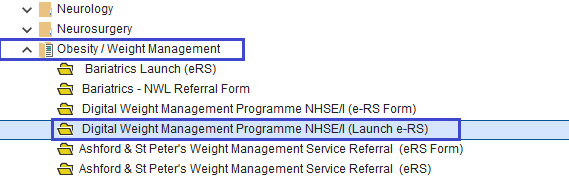 Neurology
Neurosurgery
Obesity / Weight Management
Bariatrics Launch (eRS)
Bariatrics - NWL Referral Form
Digital Weight Management Programme NHSE/I (e-RS Form)
Digital Weight Management Programme NHSE/I (Launch e-RS)
Ashford & St Peter's Weight Management Service Referral (eRS Form)
Ashford & St Peter's Weight Management Service Referral (eRS)